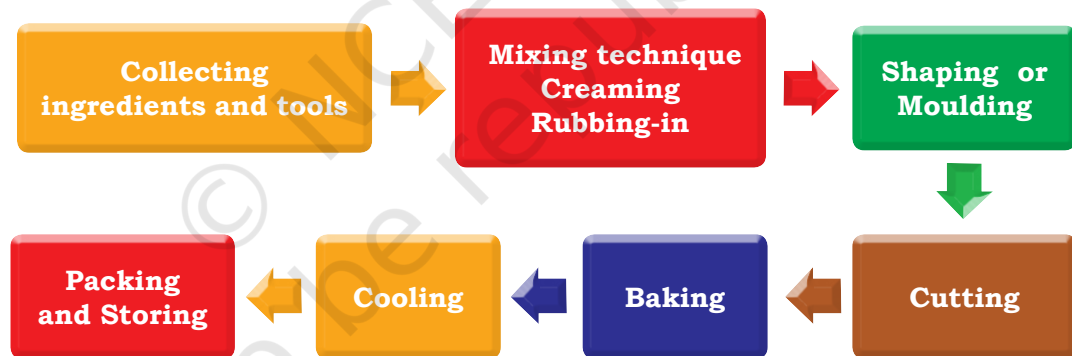 Collecting
ingredients and tools
Mixing technique
Creaming
Rubbing-in
Shaping or
Moulding
Cutting
Baking
Cooling
Packing
and Storing